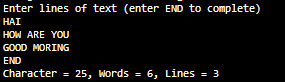 Enter lines of text (enter END to complete)
HAI
HOW ARE YOU
GOOD MORING
END
Character = 25, Words = 6, Lines = 3